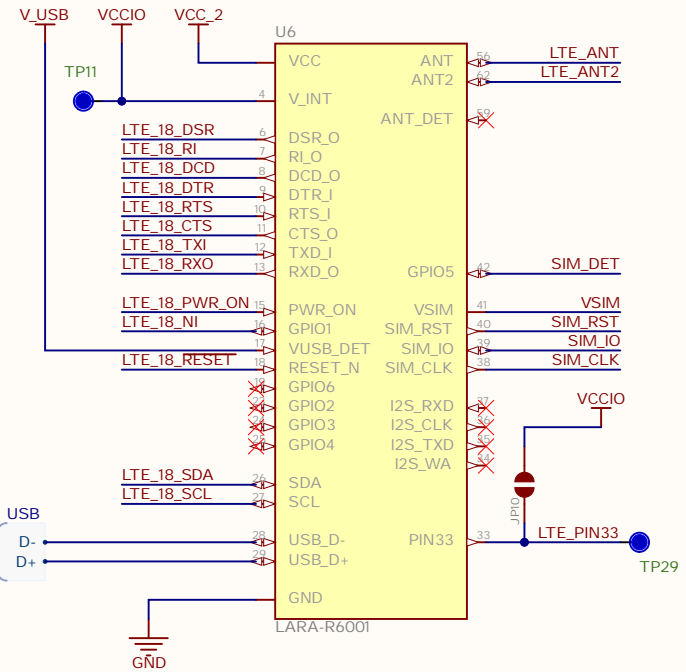 V_USB VCCIO VCC_2
U6
VCC ANT 56 LTE_ANT
ANT2 62 LTE_ANT2
TP11
4 V_INT
ANT_DET 59
LTE_18_DSR 6 DSR_O
LTE_18_RI 7 RI_O
LTE_18_DCD 8 DCD_O
LTE_18_DTR 9 DTR_I
LTE_18_RTS 10 RTS_I
LTE_18_CTS 11 CTS_O
LTE_18_TXI 12 TXD_I
LTE_18_RXO 13 RXD_O GPIO5 42 SIM_DET
LTE_18_PWR_ON 15 PWR_ON VSIM 41 VSIM
LTE_18_NI 16 GPIO1 SIM_RST 40 SIM_RST
17 VUSB_DET SIM_IO 39 SIM_IO
LTE_18_RESET 18 RESET_N SIM_CLK 38 SIM_CLK
GPIO6
GPIO2 I2S_RXD 37
GPIO3 I2S_CLK 36
GPIO4 I2S_TXD 35
I2S_WA 34
VCCIO
JP10
LTE_18_SDA 26 SDA
LTE_18_SCL 27 SCL
USB
D- 28 USB_D- PIN33 33 LTE_PIN33
D+ 29 USB_D+
TP29
GND
LARA-R6001
GND